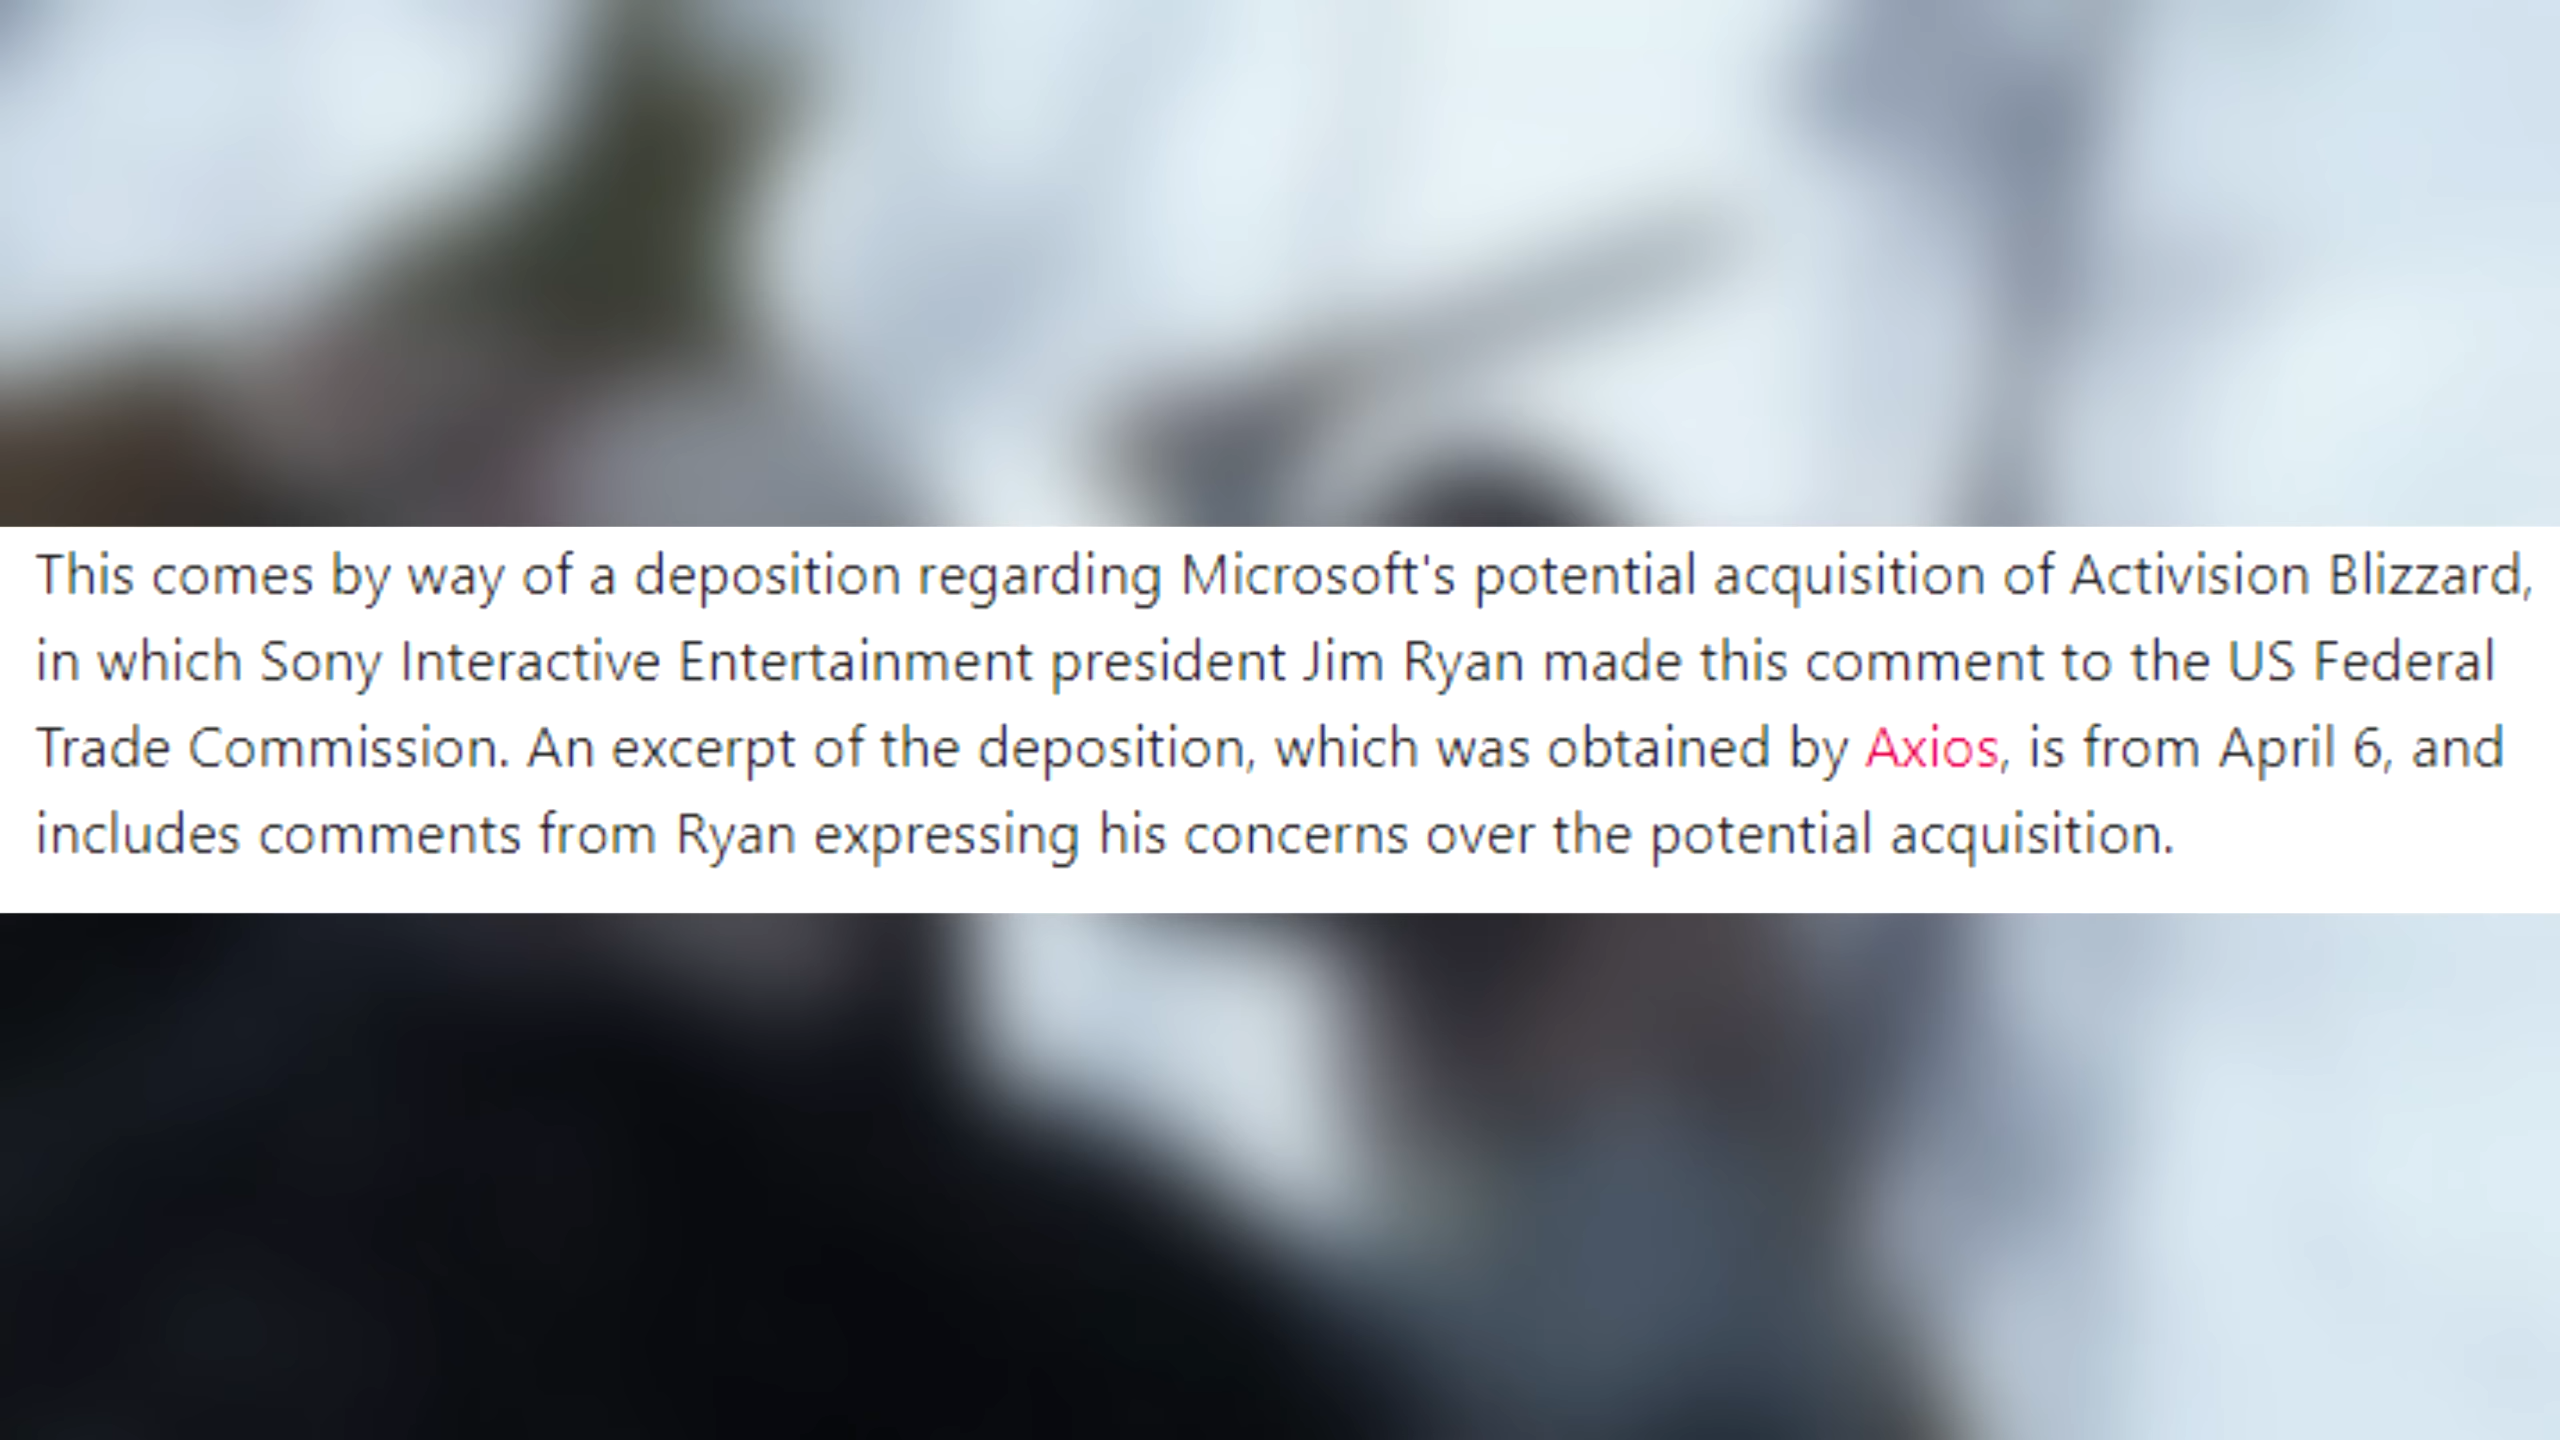 This comes by way of a deposition regarding Microsoft's potential acquisition of Activision Blizzard,
in which Sony Interactive Entertainment president Jim Ryan made this comment to the US Federal
Trade Commission. An excerpt of the deposition, which was obtained by Axios, is from April 6, and
includes comments from Ryan expressing his concerns over the potential acquisition.